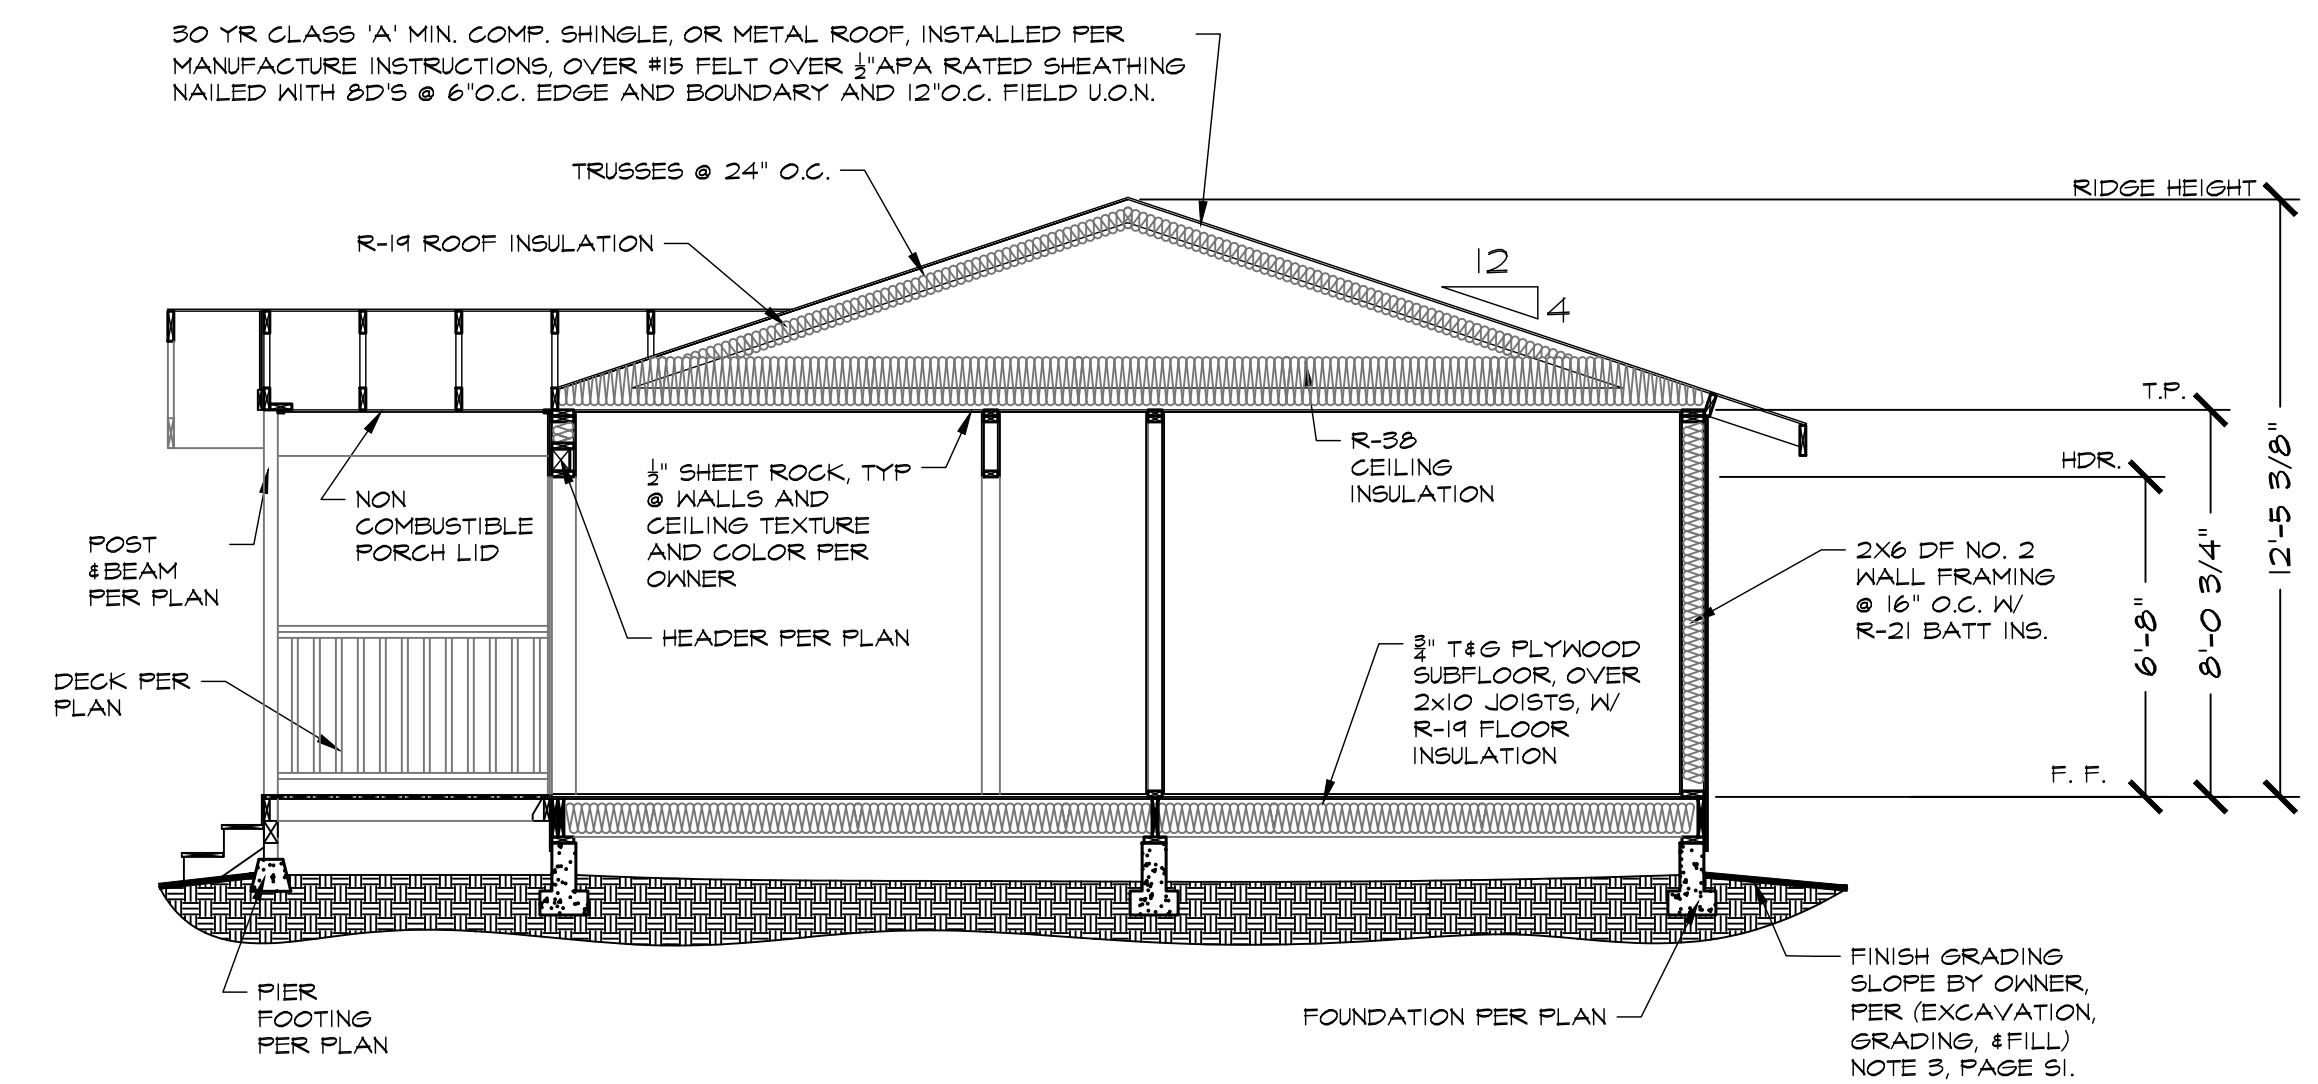 30 YR CLASS 'A' MIN. COMP. SHINGLE, OR METAL ROOF, INSTALLED PER
MANUFACTURE INSTRUCTIONS, OVER #15 FELT OVER ½"APA RATED SHEATHING
NAILED WITH 8D'S @ 6"O.C. EDGE AND BOUNDARY AND 12"O.C. FIELD U.O.N.
TRUSSES @ 24" O.C.
RIDGE HEIGHT
R-19 ROOF INSULATION
12
4
T.P.
R-38
CEILING
INSULATION
HDR.
½" SHEET ROCK, TYP
@ WALLS AND
CEILING TEXTURE
AND COLOR PER
OWNER
NON
COMBUSTIBLE
PORCH LID
POST
&BEAM
PER PLAN
2X6 DF NO. 2
WALL FRAMING
@ 16" O.C. W/
R-21 BATT INS.
6'-8"
8'-0 3/4"
12'-5 3/8"
HEADER PER PLAN
¾" T&G PLYWOOD
SUBFLOOR, OVER
2x10 JOISTS, W/
R-19 FLOOR
INSULATION
DECK PER
PLAN
F. F.
PIER
FOOTING
PER PLAN
FOUNDATION PER PLAN
FINISH GRADING
SLOPE BY OWNER,
PER (EXCAVATION,
GRADING, &FILL)
NOTE 3, PAGE S1.